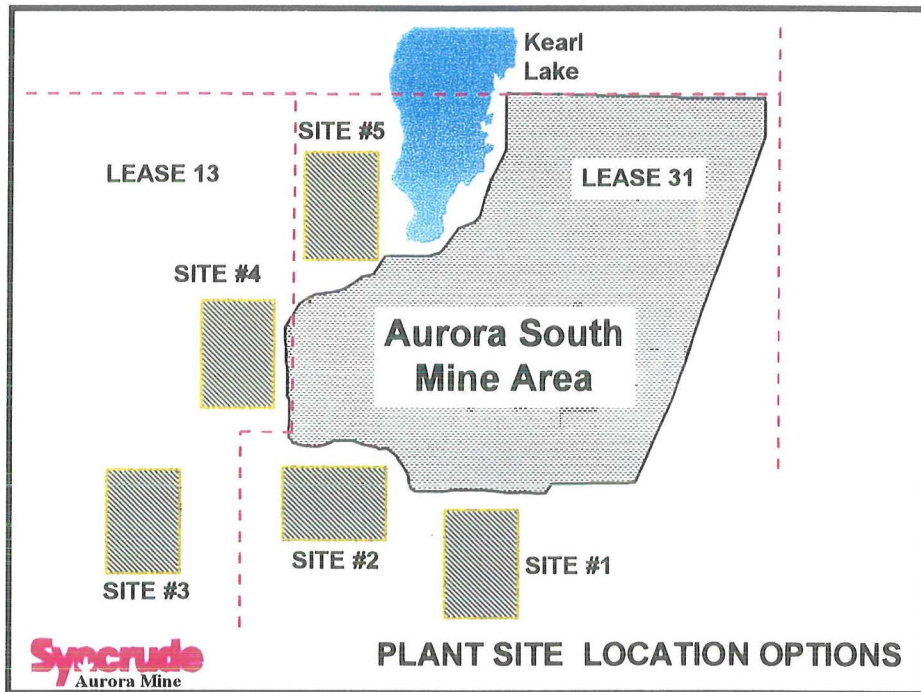 Kearl
Lake
SITE #5
LEASE 13
LEASE 31
SITE #4
Aurora South
Mine Area
SITE #2
SITE #1
SITE #3
Syncrude
Aurora Mine
PLANT SITE LOCATION OPTIONS